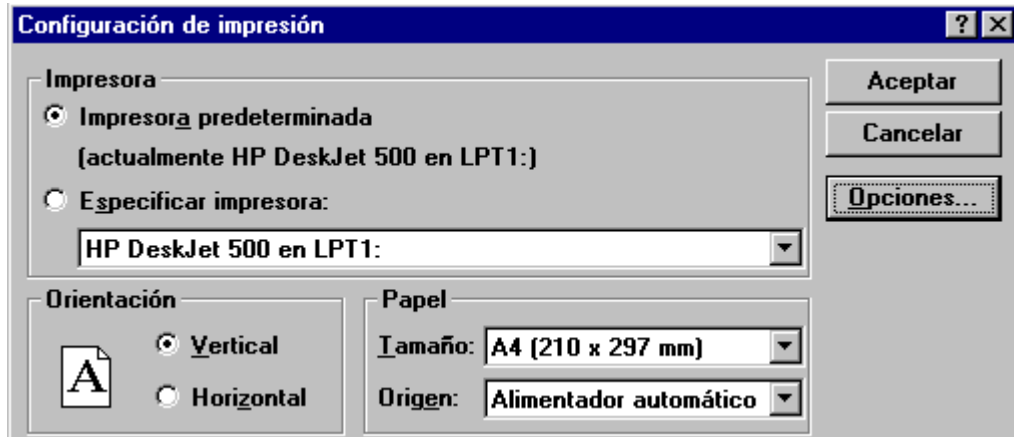 Configuración de impresión
Impresora
Impresora predeterminada
(actualmente HP DeskJet 500 en LPT1:)
Especificar impresora:
HP DeskJet 500 en LPT1:
Aceptar
Cancelar
Opciones...
Orientación
A
Vertical
Horizontal
Papel
Tamaño: A4 (210 x 297 mm)
Origen: Alimentador automático